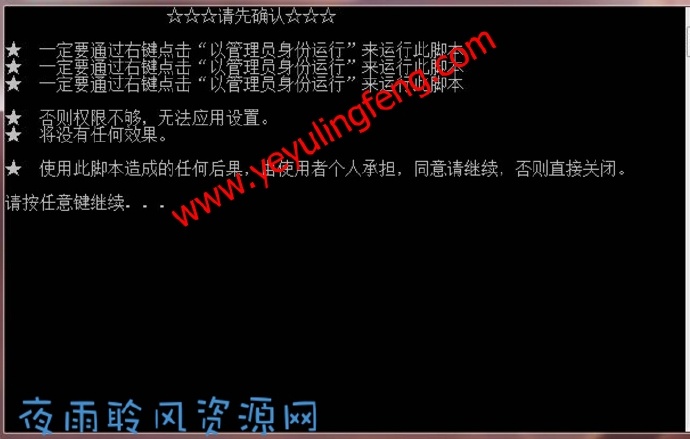 ☆☆☆请先确认☆☆☆
★ 一定要通过右键点击“以管理员身份运行”来运行此脚本
★ 一定要通过右键点击“以管理员身份运行”来运行此脚本
★ 一定要通过右键点击“以管理员身份运行”来运行此脚本
★ 否则权限不够，无法应用设置。
★ 将没有任何效果。
★ 使用此脚本造成的任何后果，由使用者个人承担，同意请继续，否则直接关闭。
请按任意键继续. . .
www.yeyulingfeng.com
夜雨聆风资源网